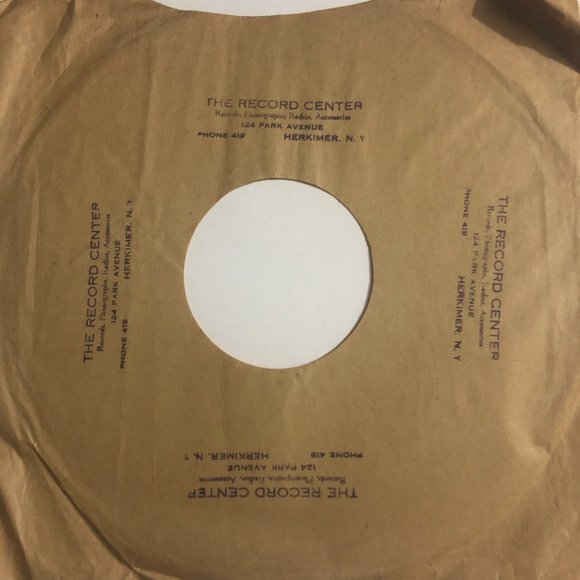 THE RECORD CENTER
Records, Phonographs, Radios, Accessories
124 PARK AVENUE
PHONE 419 HERKIMER, N. Y
THE RECORD CENTER
Records, Phonographs, Radios, Accessories
124 PARK AVENUE
PHONE 419 HERKIMER, N. Y
THE RECORD CENTER
Records, Phonographs, Radios, Accessories
124 PARK AVENUE
PHONE 419 HERKIMER, N. Y
THE RECORD CENTER
Records, Phonographs, Radios, Accessories
124 PARK AVENUE
PHONE 419 HERKIMER, N. Y